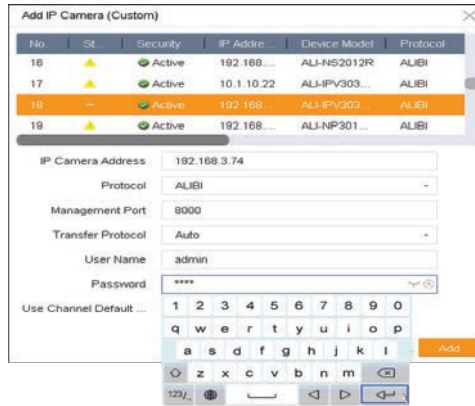 Add IP Camera (Custom)
No. St... Security IP Addre... Device Model Protocol
16 Active 192.168.... ALI-NS2012R ALIBI
17 Active 10.1.10.22 ALI-IPV303... ALIBI
18 – Active 192.168.... ALI-IPV303... ALIBI
19 Active 192.168.... ALI-NP301... ALIBI
IP Camera Address 192.168.3.74
Protocol ALIBI
Management Port 8000
Transfer Protocol Auto
User Name admin
Password ****
Use Channel Default ...
1 2 3 4 5 6 7 8 9 0
q w e r t y u i o p
a s d f g h j k l
Add
z x c v b n m
123/,